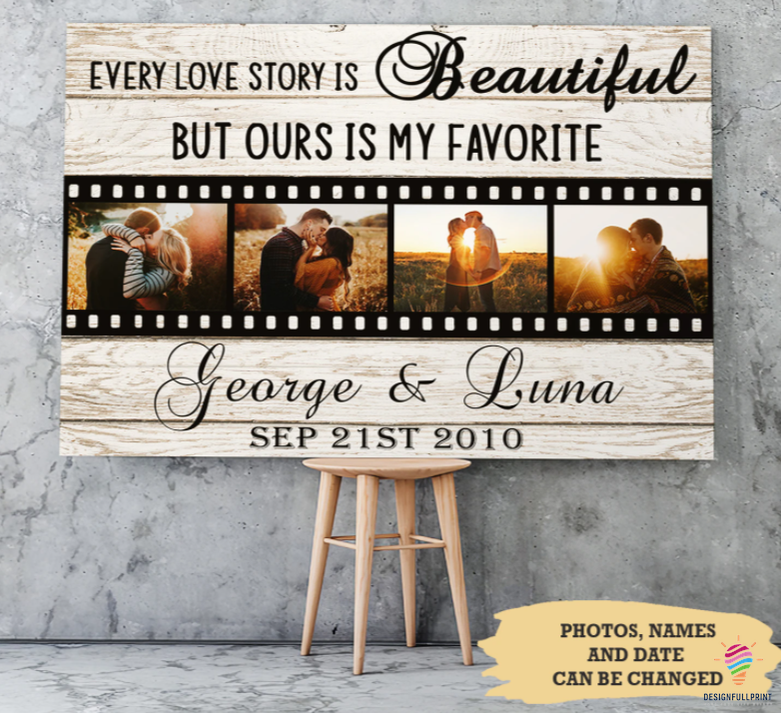 EVERY LOVE STORY IS Beautiful
BUT OURS IS MY FAVORITE
George & Luna
SEP 21ST 2010
PHOTOS, NAMES
AND DATE
CAN BE CHANGED
DESIGNFULLPRINT